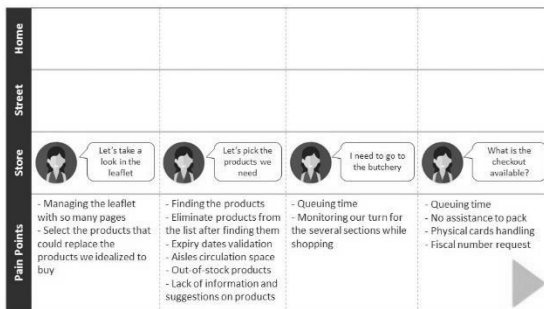 Home
Street
Store
Let's take a
look in the
leaflet
Let's pick the
products we
need
I need to go to
the butchery
What is the
checkout
available?
Pain Points
- Managing the leaflet
with so many pages
- Select the products that
could replace the
products we idealized to
buy
- Finding the products
- Eliminate products from
the list after finding them
- Expiry dates validation
- Aisles circulation space
- Out-of-stock products
- Lack of information and
suggestions on products
- Queuing time
- Monitoring our turn for
the several sections while
shopping
- Queuing time
- No assistance to pack
- Physical cards handling
- Fiscal number request